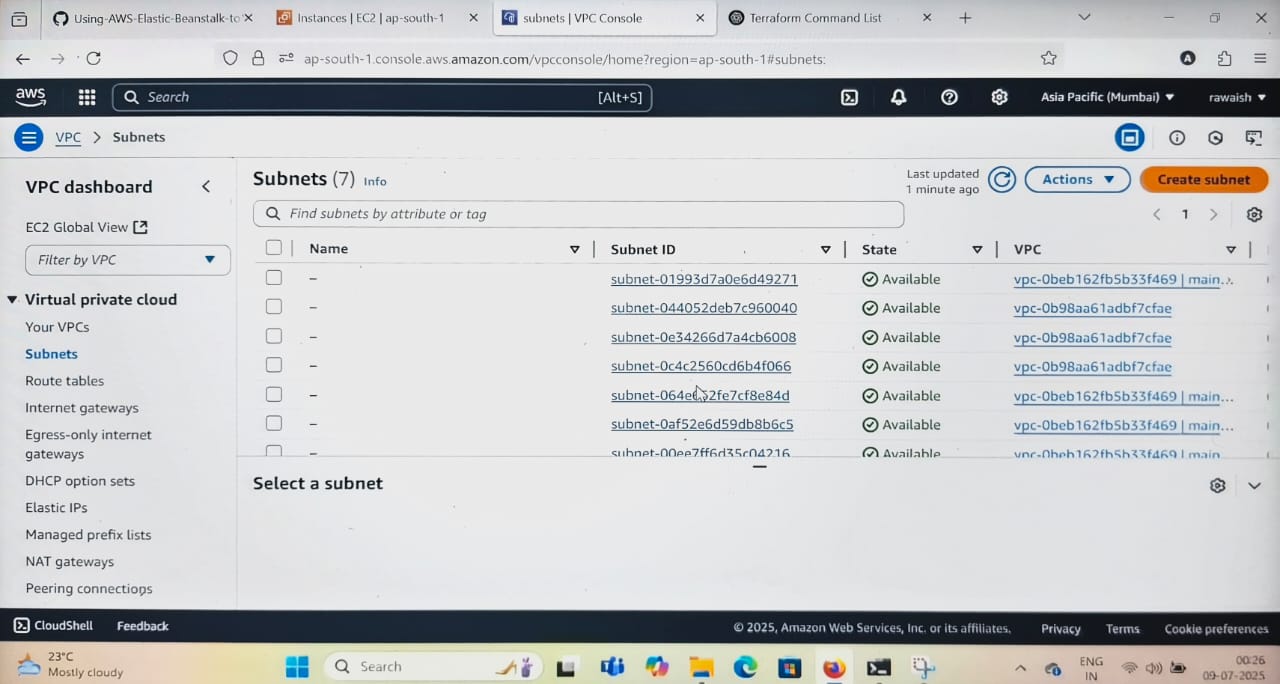 Using-AWS-Elastic-Beanstalk-to
Instances | EC2 | ap-south-1
subnets | VPC Console
Terraform Command List
ap-south-1.console.aws.amazon.com/vpcconsole/home?region=ap-south-1#subnets:
aws
Search
[Alt+S]
Asia Pacific (Mumbai)
rawaish
VPC > Subnets
VPC dashboard
EC2 Global View
Filter by VPC
Virtual private cloud
Your VPCs
Subnets
Route tables
Internet gateways
Egress-only internet
gateways
DHCP option sets
Elastic IPs
Managed prefix lists
NAT gateways
Peering connections
Subnets (7) Info
Last updated
1 minute ago
Actions
Create subnet
Find subnets by attribute or tag
1
Name Subnet ID State VPC
– subnet-01993d7a0e6d49271 Available vpc-0beb162fb5b33f469 | main...
– subnet-044052deb7c960040 Available vpc-0b98aa61adbf7cfae
– subnet-0e34266d7a4cb6008 Available vpc-0b98aa61adbf7cfae
– subnet-0c4c2560cd6b4f066 Available vpc-0b98aa61adbf7cfae
– Available vpc-0beb162fb5b33f469 | main...
– subnet-0af52e6d59db8b6c5 Available vpc-0beb162fb5b33f469 | main...
– subnet-00ee7ff6d35c04216 Available vpc-0beb162fb5b33f469 | main
Select a subnet
CloudShell Feedback
© 2025, Amazon Web Services, Inc. or its affiliates. Privacy Terms Cookie preferences
23°C
Mostly cloudy
Search
ENG
IN
00:26
09-07-2025